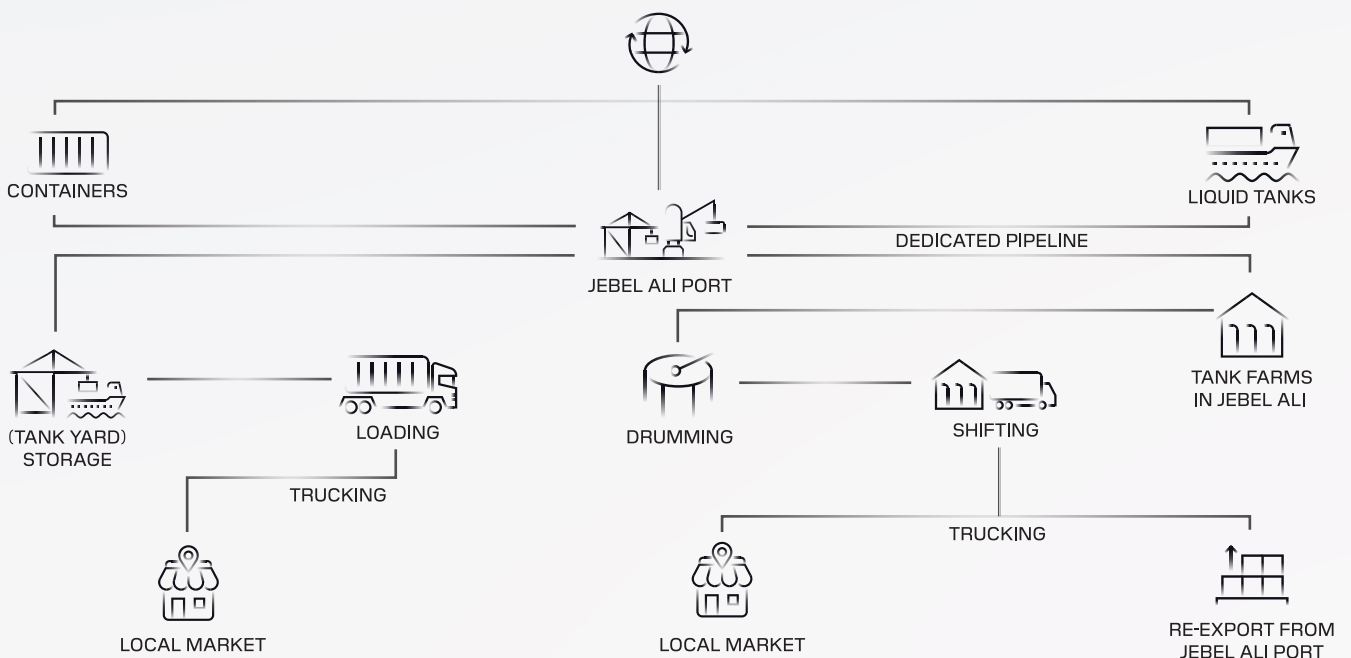 CONTAINERS
LIQUID TANKS
DEDICATED PIPELINE
JEBEL ALI PORT
(TANK YARD)
STORAGE
LOADING
TRUCKING
LOCAL MARKET
DRUMMING
SHIFTING
TANK FARMS
IN JEBEL ALI
TRUCKING
LOCAL MARKET
RE-EXPORT FROM
JEBEL ALI PORT